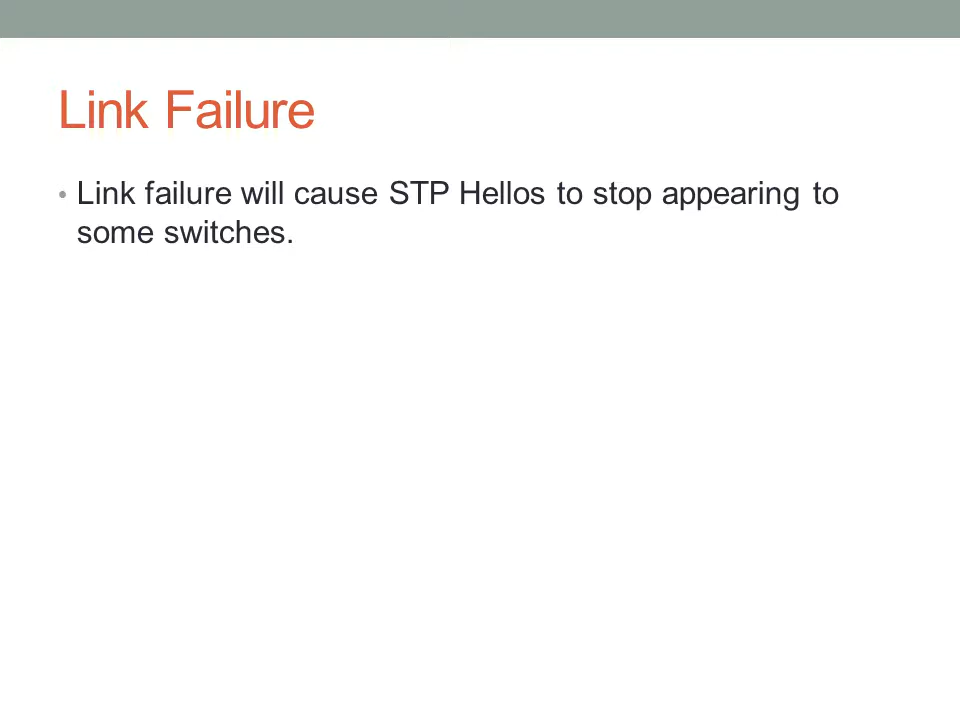 Link Failure
• Link failure will cause STP Hellos to stop appearing to
some switches.